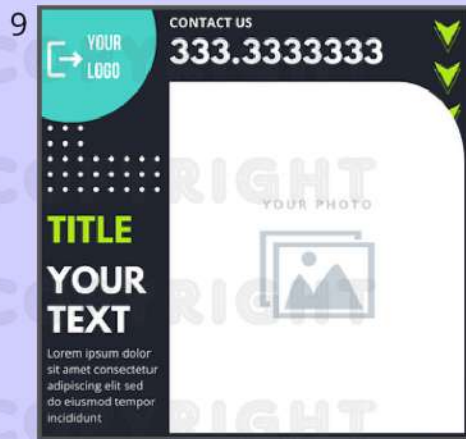 9
YOUR
LOGO
CONTACT US
333.3333333
YOUR PHOTO
TITLE
YOUR
TEXT
Lorem ipsum dolor
sit amet consectetur
adipiscing elit sed
do eiusmod tempor
incididunt
COPYRIGHT
COPYRIGHT
COPYRIGHT
COPYRIGHT